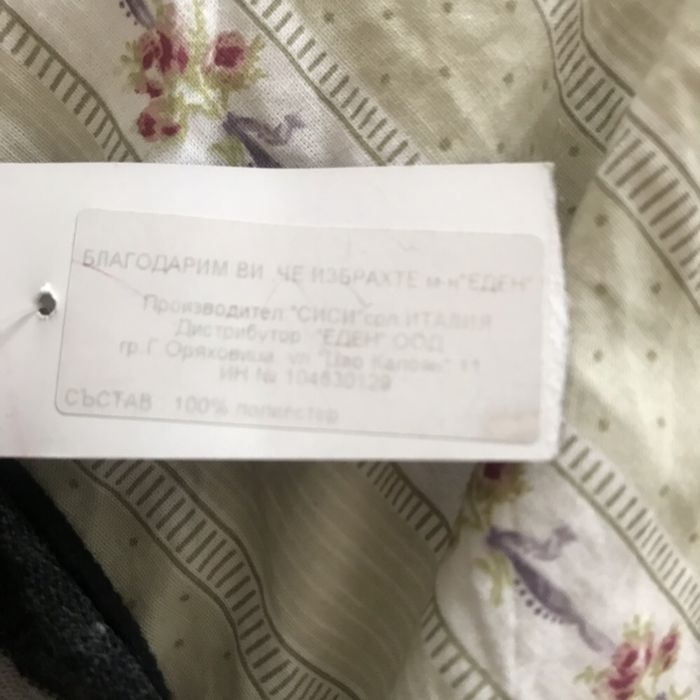 БЛАГОДАРИМ ВИ ЧЕ ИЗБРАХТЕ м-н"ЕДЕН"
Производител "СИСИ" срл ИТАЛИЯ
Дистрибутор "ЕДЕН" ООД
гр.Г.Оряховица ул "Цар Калоян" 11
ИН № 104630129
СЪСТАВ 100% полиестер